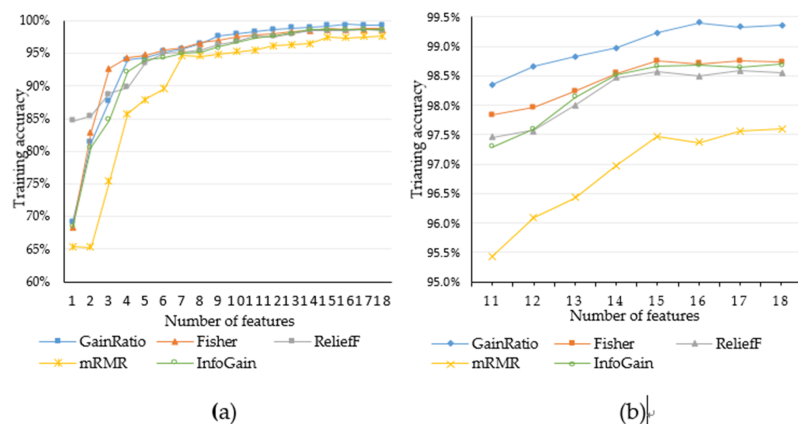 100%
95%
90%
85%
80%
75%
70%
65%
60%
Training accuracy
1 2 3 4 5 6 7 8 9 10 11 12 13 14 15 16 17 18
Number of features
GainRatio Fisher ReliefF
mRMR InfoGain
(a)
99.5%
99.0%
98.5%
98.0%
97.5%
97.0%
96.5%
96.0%
95.5%
95.0%
Trianing accuracy
11 12 13 14 15 16 17 18
Number of features
GainRatio Fisher ReliefF
mRMR InfoGain
(b)